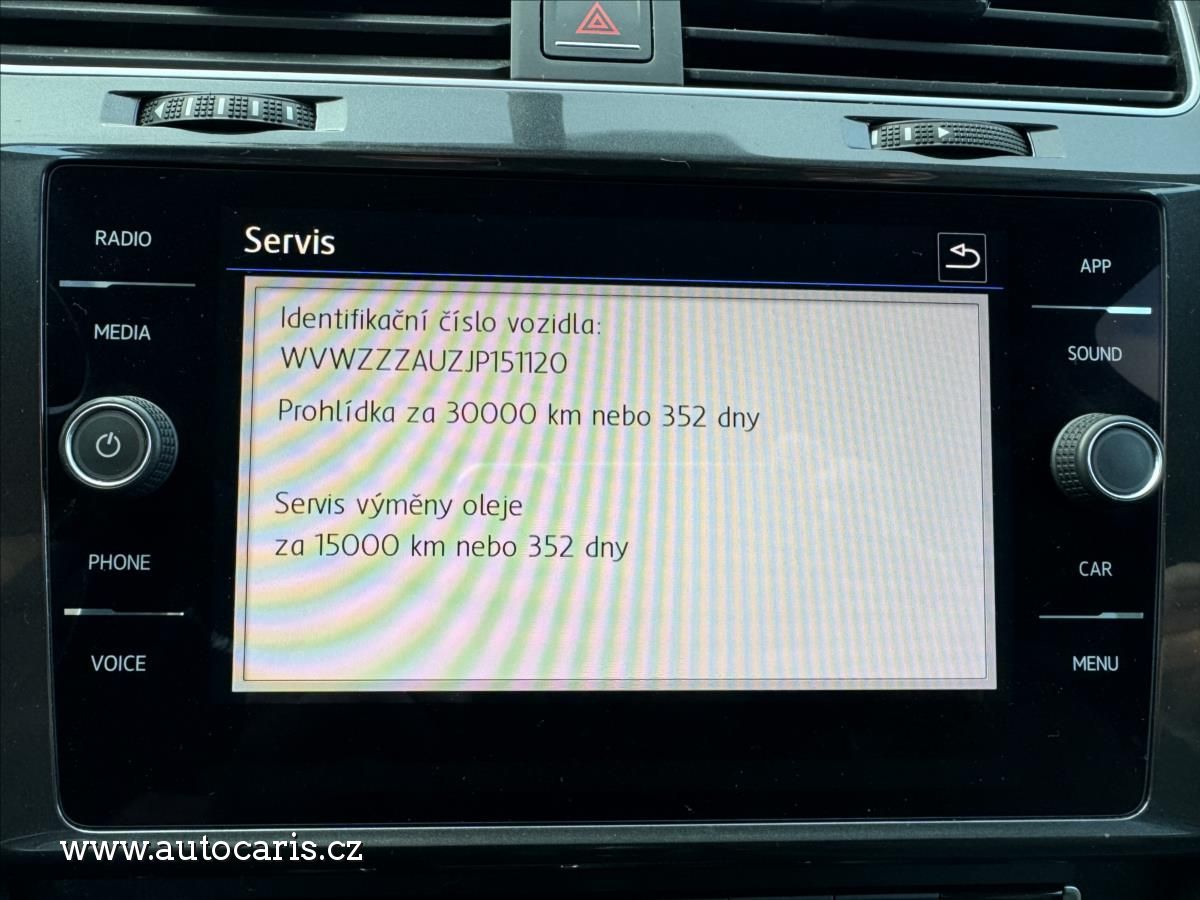 Servis
RADIO
APP
MEDIA
Identifikační číslo vozidla:
WVWZZZAUZJP151120
SOUND
Prohlídka za 30000 km nebo 352 dny
Servis výměny oleje
za 15000 km nebo 352 dny
PHONE
CAR
VOICE
MENU
www.autocaris.cz